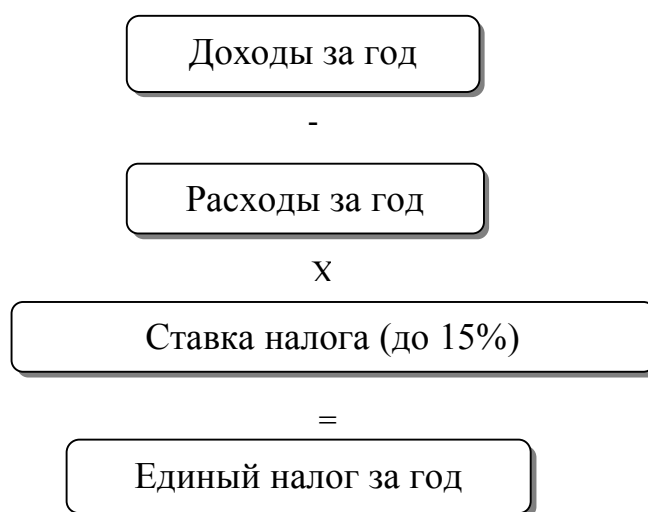 Доходы за год
-
Расходы за год
X
Ставка налога (до 15%)
=
Единый налог за год